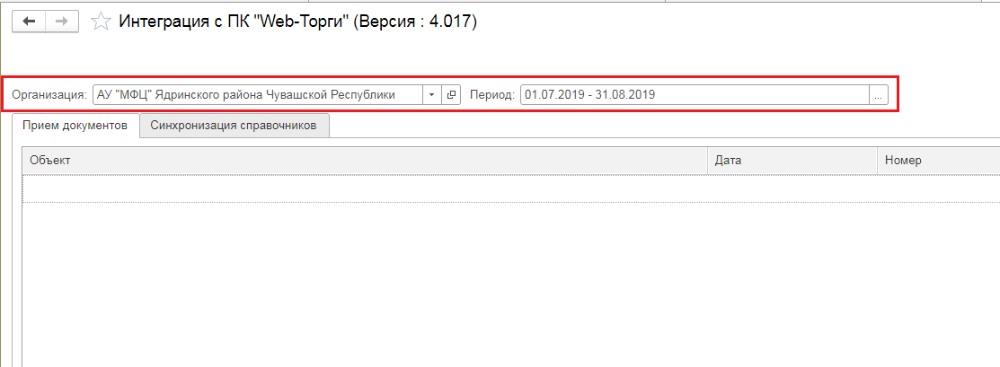 Интеграция с ПК "Web-Торги" (Версия : 4.017)
Организация: АУ "МФЦ" Ядринского района Чувашской Республики Период: 01.07.2019 - 31.08.2019 ...
Прием документов Синхронизация справочников
Объект Дата Номер